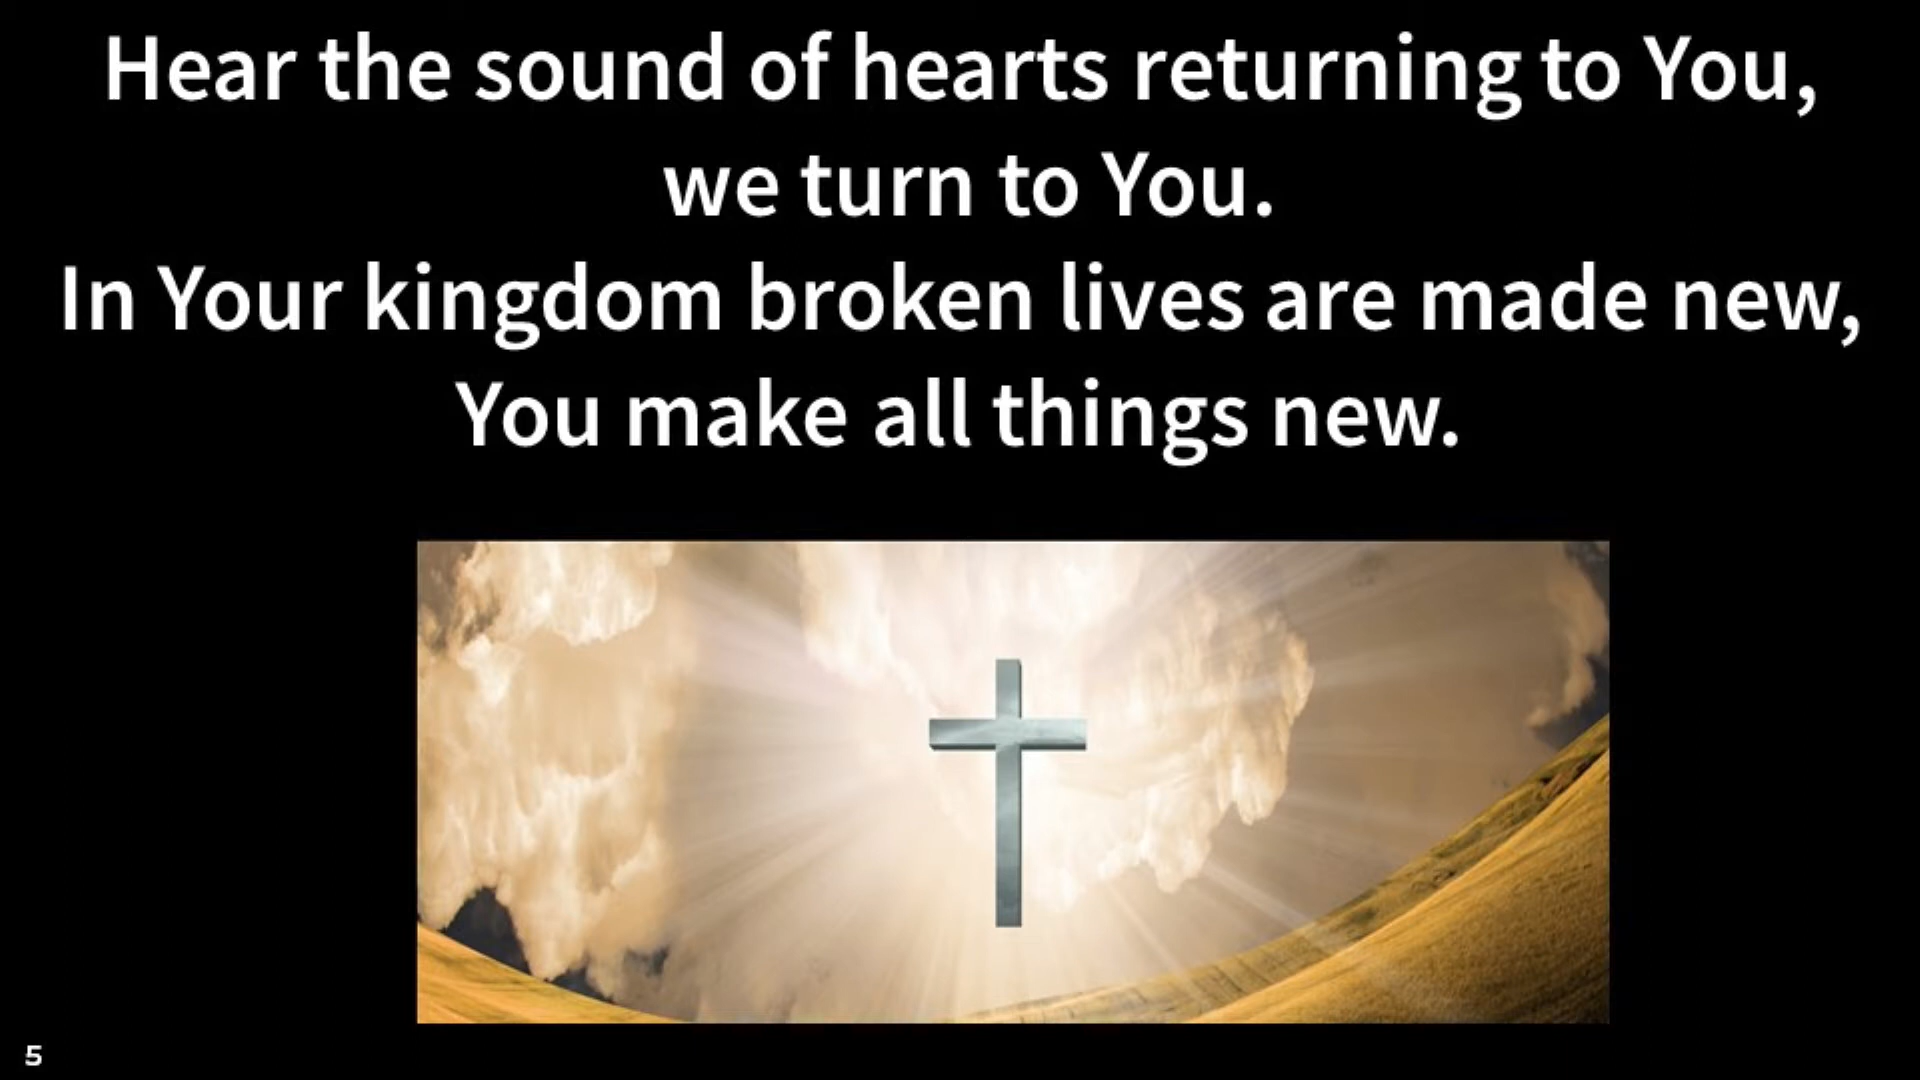 Hear the sound of hearts returning to You,
we turn to You.
In Your kingdom broken lives are made new,
You make all things new.
5